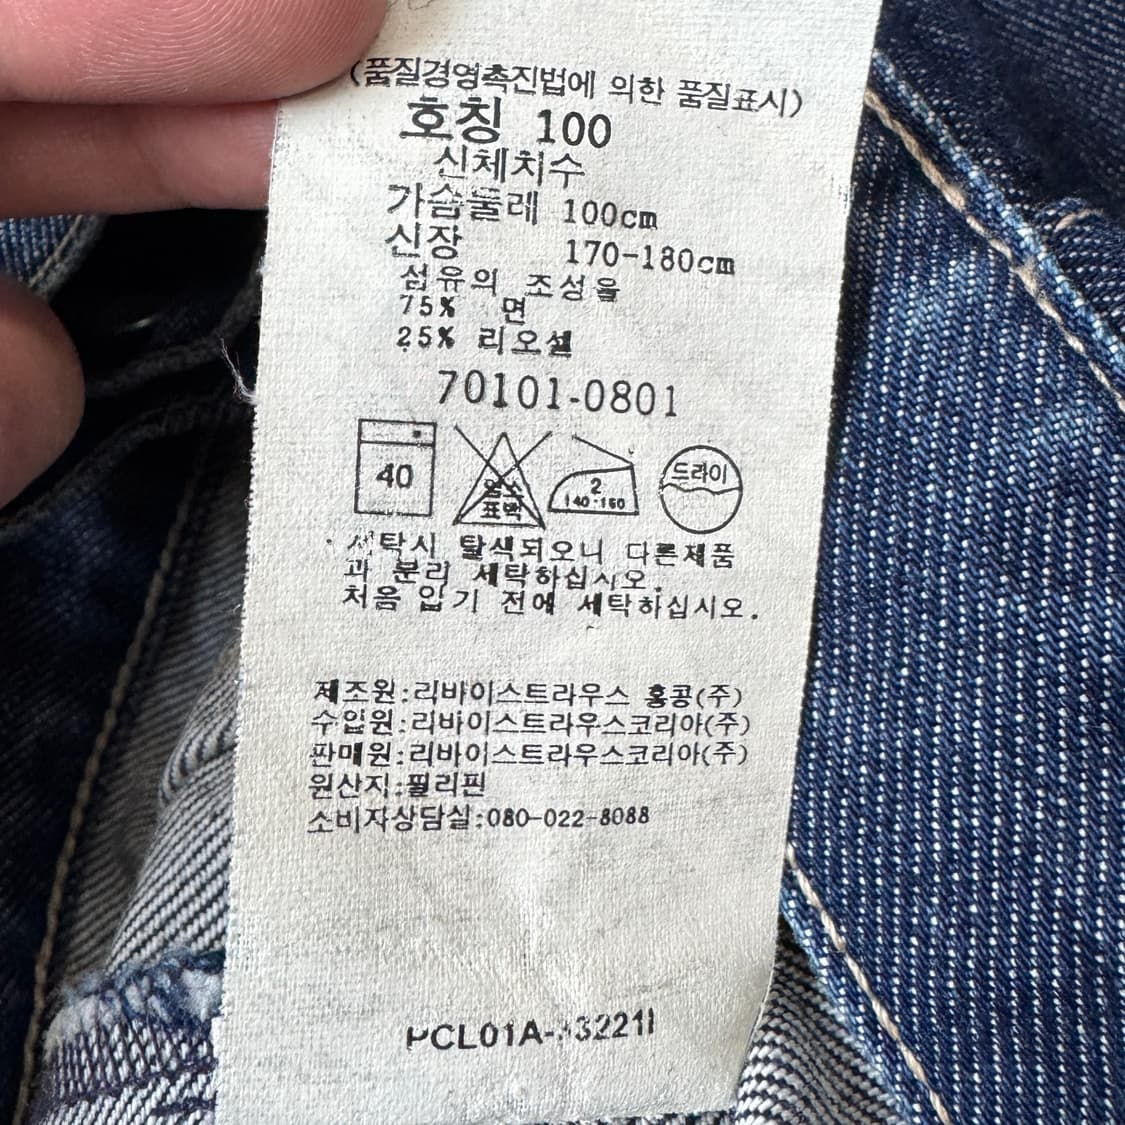 (품질경영촉진법에 의한 품질표시)
호칭 100
신체치수
가슴둘레 100cm
신장 170-180cm
섬유의 조성율
75% 면
25% 리오셀
70101-0801
40
염소
표백
2
140-160
드라이
세탁시 탈색되오니 다른제품
과 분리 세탁하십시오.
처음 입기 전에 세탁하십시오.
제조원:리바이스트라우스 홍콩(주)
수입원:리바이스트라우스코리아(주)
판매원:리바이스트라우스코리아(주)
원산지:필리핀
소비자상담실:080-022-8088